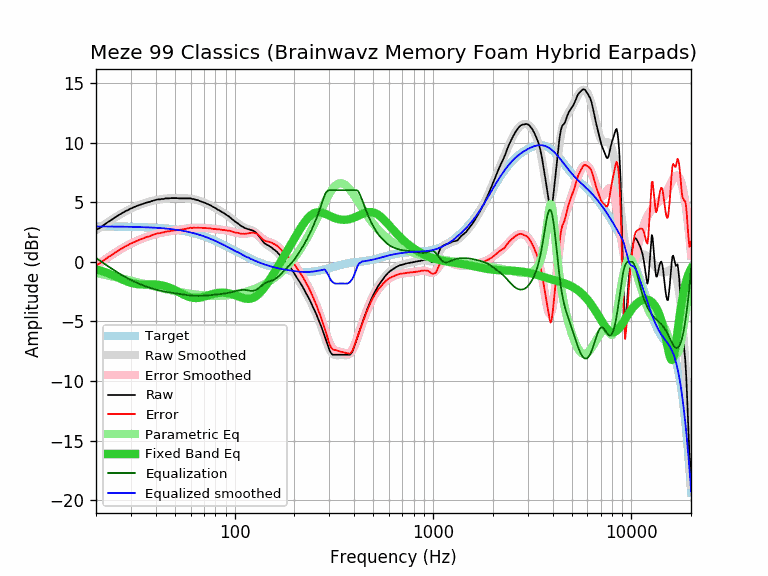 Meze 99 Classics (Brainwavz Memory Foam Hybrid Earpads)
15
10
5
0
−5
−10
−15
−20
Amplitude (dBr)
Target
Raw Smoothed
Error Smoothed
Raw
Error
Parametric Eq
Fixed Band Eq
Equalization
Equalized smoothed
100 1000 10000
Frequency (Hz)